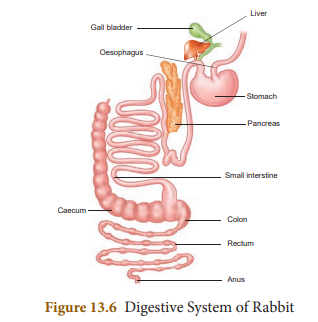 Liver
Gall bladder
Oesophagus
Stomach
Pancreas
Small interstine
Caecum
Colon
Rectum
Anus
Figure 13.6 Digestive System of Rabbit